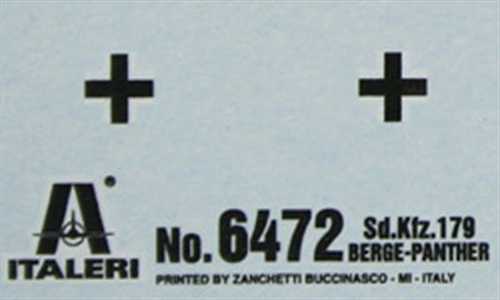 ITALERI
No. 6472
Sd.Kfz.179
BERGE-PANTHER
PRINTED BY ZANCHETTI BUCCINASCO - MI - ITALY